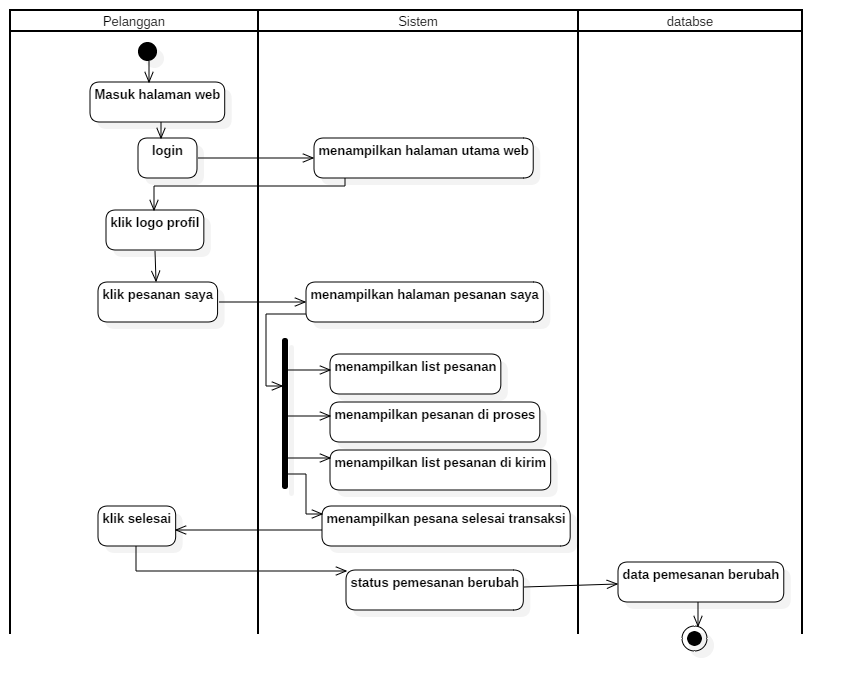 Pelanggan
Sistem
databse
Masuk halaman web
login
menampilkan halaman utama web
klik logo profil
klik pesanan saya
menampilkan halaman pesanan saya
menampilkan list pesanan
menampilkan pesanan di proses
menampilkan list pesanan di kirim
klik selesai
menampilkan pesana selesai transaksi
status pemesanan berubah
data pemesanan berubah